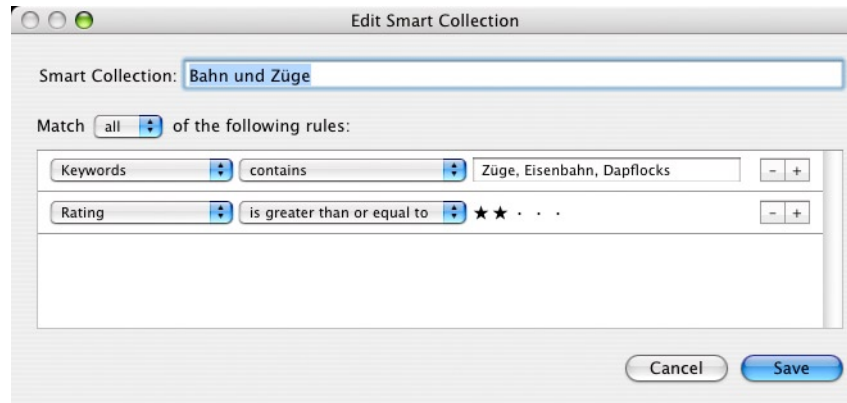 Edit Smart Collection
Smart Collection: Bahn und Züge
Match all of the following rules:
Keywords contains Züge, Eisenbahn, Dapflocks - +
Rating is greater than or equal to ★★ · · · - +
Cancel Save